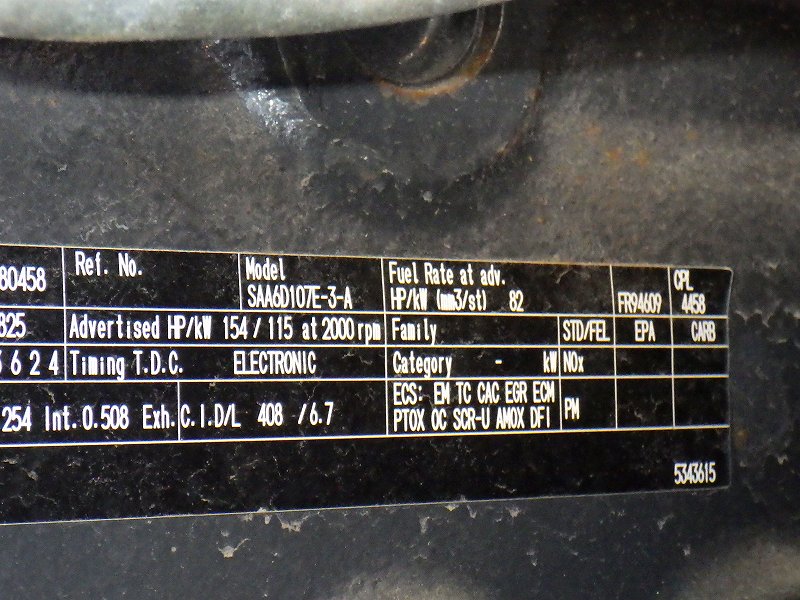 80458 Ref. No. Model Fuel Rate at adv. CPL
SAA6D107E-3-A HP/kW (mm3/st) 82 FR94609 4458
825 Advertised HP/kW 154 / 115 at 2000 rpm Family STD/FEL EPA CARB
6 2 4 Timing T.D.C. ELECTRONIC Category - kW NOx
254 Int. 0.508 Exh. C.I.D/L 408 / 6.7 ECS: EM TC CAC EGR ECM PM
PTOX OC SCR-U AMOX DFI
5343615